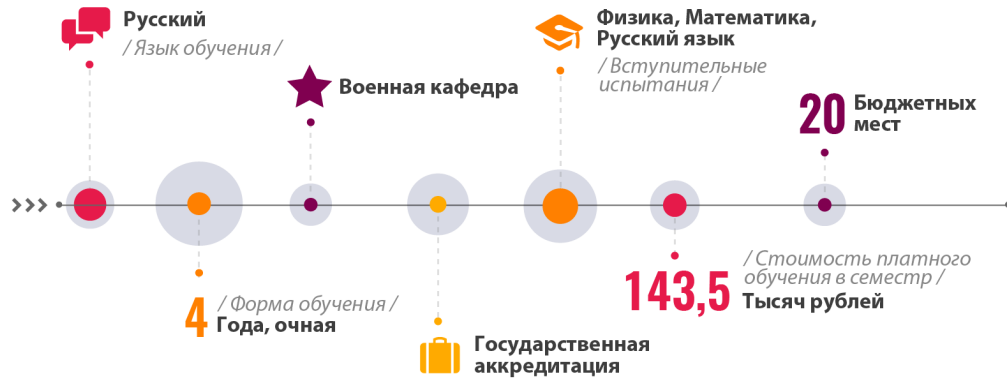 Русский
/ Язык обучения /
Военная кафедра
Физика, Математика,
Русский язык
/ Вступительные
испытания /
20 Бюджетных
мест
4
/ Форма обучения /
Года, очная
Государственная
аккредитация
143,5
/ Стоимость платного
обучения в семестр /
Тысяч рублей